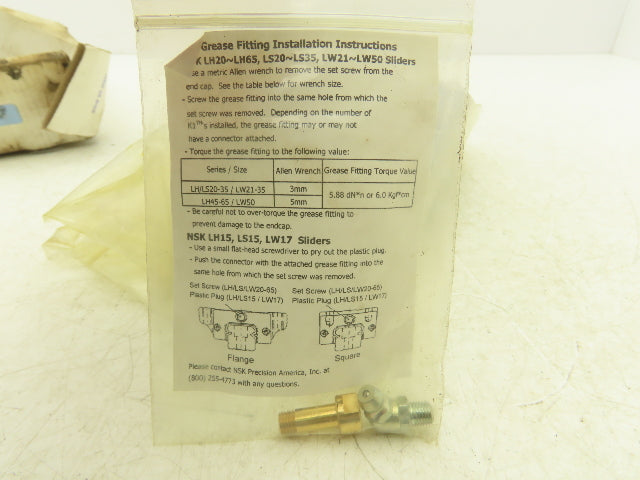 Grease Fitting Installation Instructions
K LH20~LH65, LS20~LS35, LW21~LW50 Sliders
se a metric Allen wrench to remove the set screw from the
end cap. See the table below for wrench size.
- Screw the grease fitting into the same hole from which the
set screw was removed. Depending on the number of
K1™'s installed, the grease fitting may or may not
have a connector attached.
- Torque the grease fitting to the following value:
Series / Size Allen Wrench Grease Fitting Torque Value
LH/LS20-35 / LW21-35 3mm 5.88 dN*n or 6.0 Kgf*cm
LH45-65 / LW50 5mm
- Be careful not to over-torque the grease fitting to
prevent damage to the endcap.
NSK LH15, LS15, LW17 Sliders
- Use a small flat-head screwdriver to pry out the plastic plug.
- Push the connector with the attached grease fitting into the
same hole from which the set screw was removed.
Set Screw (LH/LS/LW20-65) Set Screw (LH/LS/LW20-65)
Plastic Plug (LH/LS15 / LW17) Plastic Plug (LH/LS15 / LW17)
Flange Square
Please contact NSK Precision America, Inc. at
(800) 255-4773 with any questions.